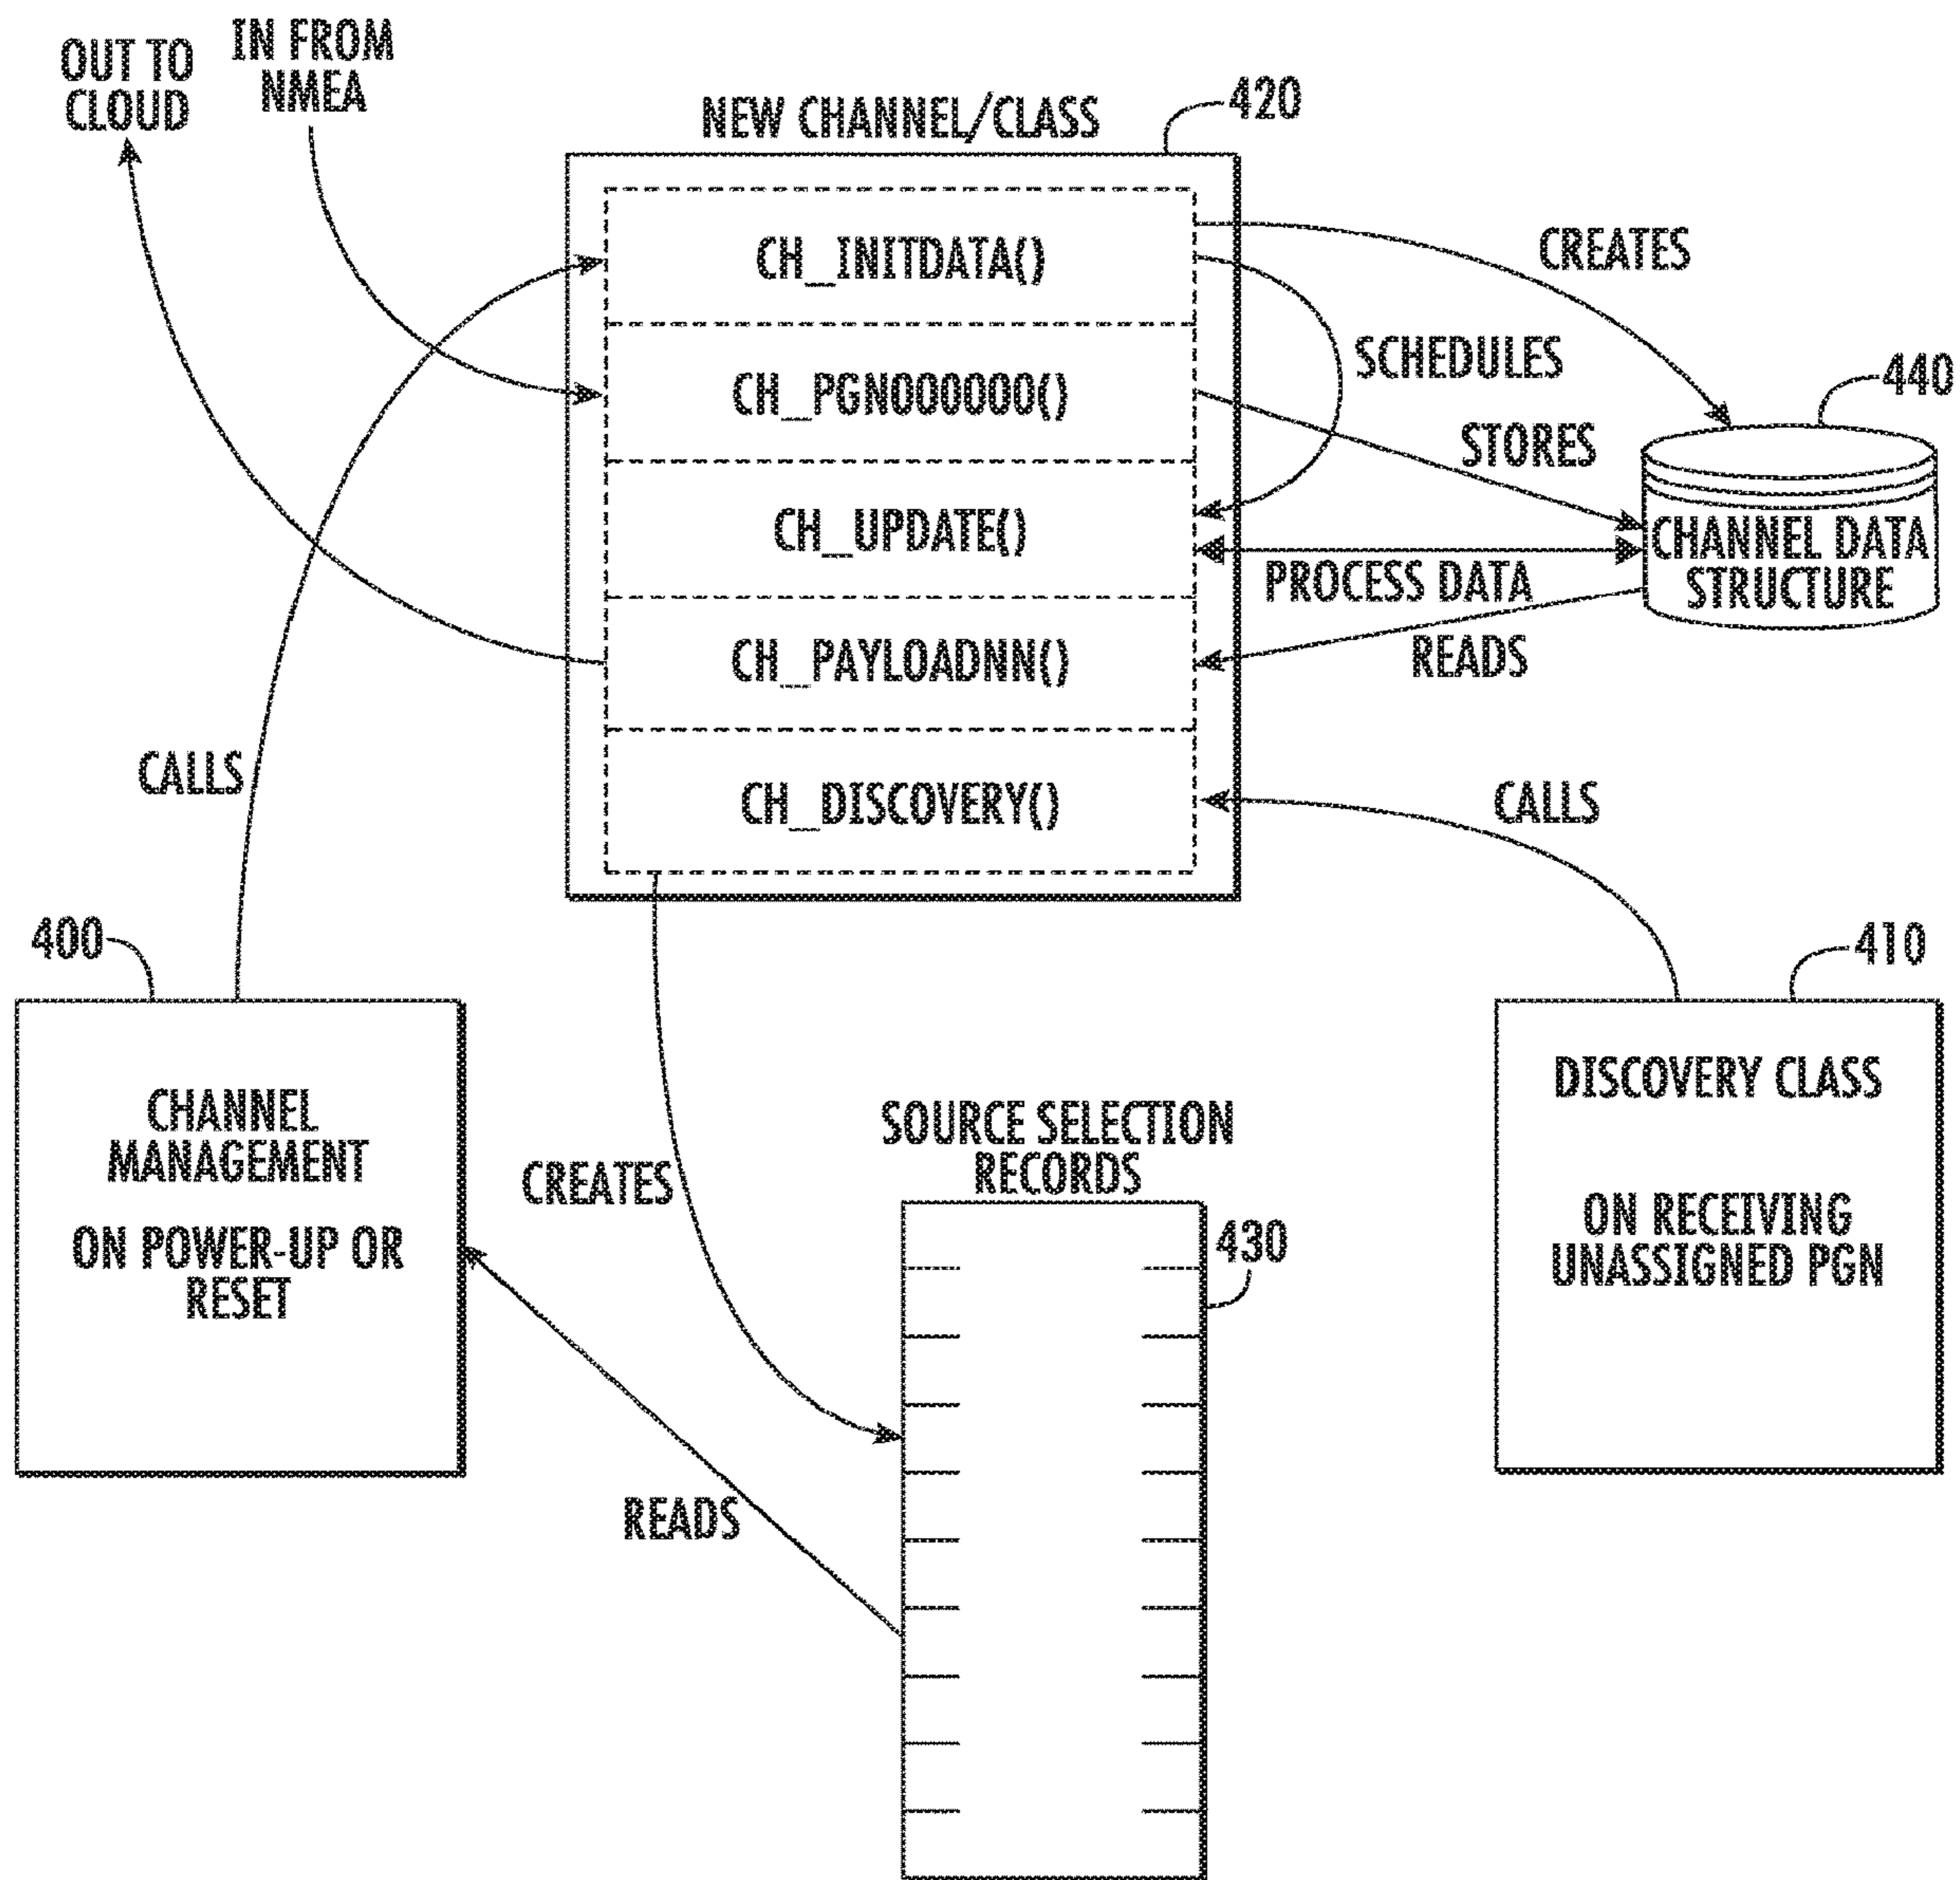 OUT TO
CLOUD
IN FROM
NMEA
NEW CHANNEL/CLASS
420
CH_INITDATA()
CREATES
CH_PGN000000()
SCHEDULES
440
STORES
CH_UPDATE()
CHANNEL DATA
STRUCTURE
PROCESS DATA
CH_PAYLOADNN()
READS
CALLS
CH_DISCOVERY()
CALLS
400
410
CHANNEL
MANAGEMENT
ON POWER-UP OR
RESET
CREATES
SOURCE SELECTION
RECORDS
430
DISCOVERY CLASS
ON RECEIVING
UNASSIGNED PGN
READS